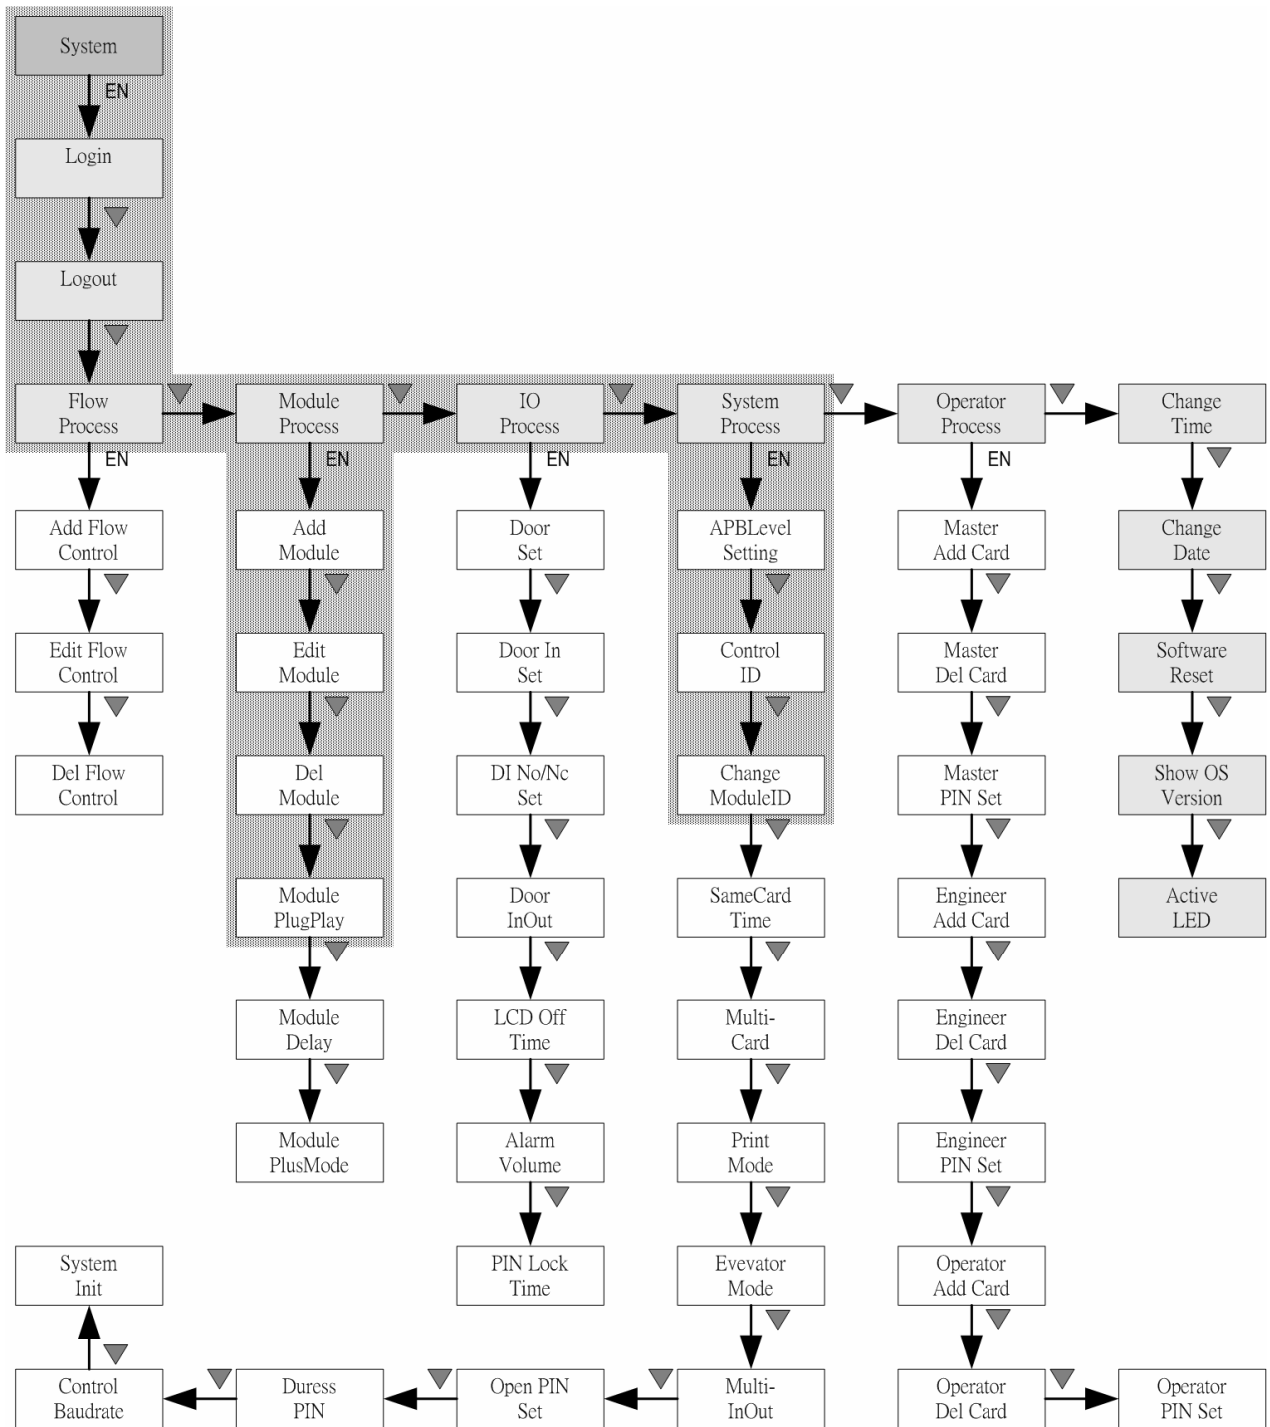 System
EN
Login
Logout
Flow
Process
Module
Process
IO
Process
System
Process
Operator
Process
Change
Time
EN
EN
EN
EN
EN
Add Flow
Control
Add
Module
Door
Set
APBLevel
Setting
Master
Add Card
Change
Date
Edit Flow
Control
Edit
Module
Door In
Set
Control
ID
Master
Del Card
Software
Reset
Del Flow
Control
Del
Module
DI No/Nc
Set
Change
ModuleID
Master
PIN Set
Show OS
Version
Module
PlugPlay
Door
InOut
SameCard
Time
Engineer
Add Card
Active
LED
Module
Delay
LCD Off
Time
Multi-
Card
Engineer
Del Card
Module
PlusMode
Alarm
Volume
Print
Mode
Engineer
PIN Set
System
Init
PIN Lock
Time
Evevator
Mode
Operator
Add Card
Control
Baudrate
Duress
PIN
Open PIN
Set
Multi-
InOut
Operator
Del Card
Operator
PIN Set